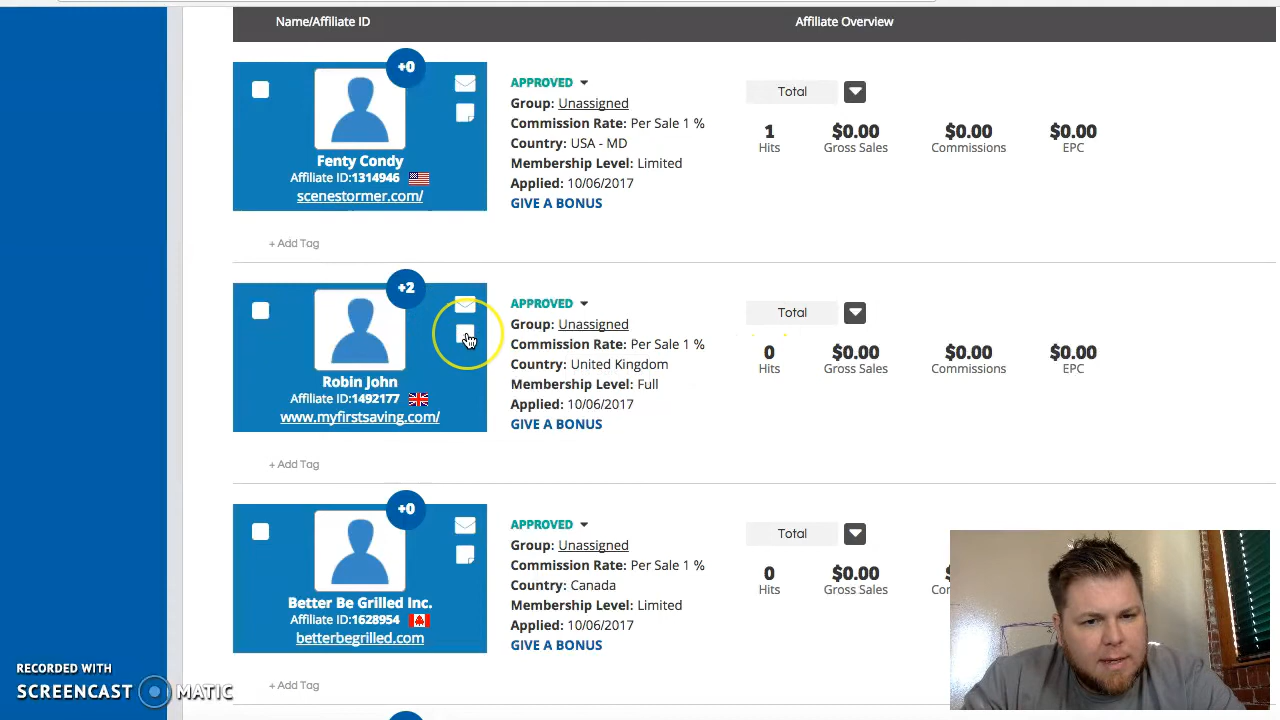 Name/Affiliate ID
Affiliate Overview
+0
Fenty Condy
Affiliate ID:1314946
scenestormer.com/
APPROVED
Group: Unassigned
Commission Rate: Per Sale 1 %
Country: USA - MD
Membership Level: Limited
Applied: 10/06/2017
GIVE A BONUS
Total
1 $0.00 $0.00 $0.00
Hits Gross Sales Commissions EPC
+ Add Tag
+2
Robin John
Affiliate ID:1492177
www.myfirstsaving.com/
APPROVED
Group: Unassigned
Commission Rate: Per Sale 1 %
Country: United Kingdom
Membership Level: Full
Applied: 10/06/2017
GIVE A BONUS
Total
0 $0.00 $0.00 $0.00
Hits Gross Sales Commissions EPC
+ Add Tag
+0
Better Be Grilled Inc.
Affiliate ID:1628954
betterbegrilled.com
APPROVED
Group: Unassigned
Commission Rate: Per Sale 1 %
Country: Canada
Membership Level: Limited
Applied: 10/06/2017
GIVE A BONUS
Total
0 $0.00
Hits Gross Sales
+ Add Tag
RECORDED WITH
SCREENCAST MATIC